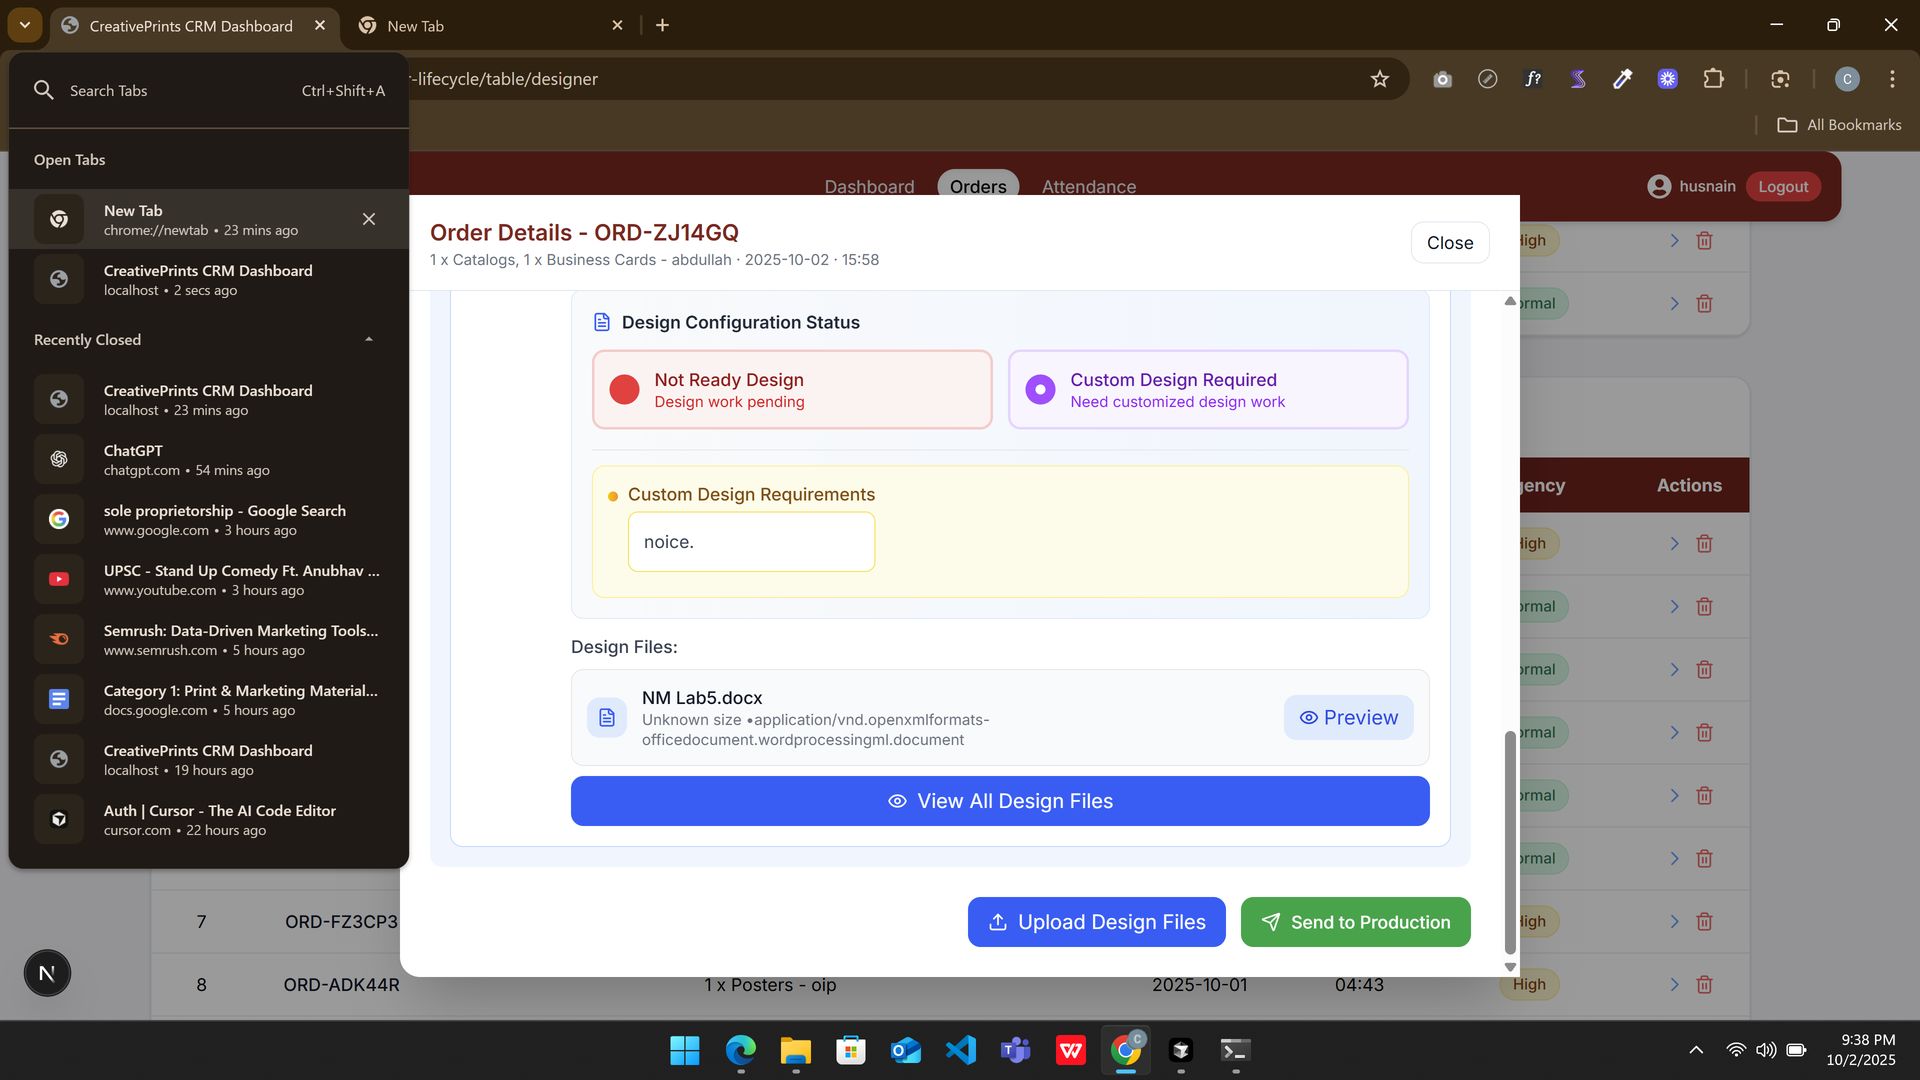 CreativePrints CRM Dashboard
New Tab
Search Tabs
Ctrl+Shift+A
-lifecycle/table/designer
f?
C
All Bookmarks
Open Tabs
New Tab
chrome://newtab • 23 mins ago
CreativePrints CRM Dashboard
localhost • 2 secs ago
Recently Closed
CreativePrints CRM Dashboard
localhost • 23 mins ago
ChatGPT
chatgpt.com • 54 mins ago
sole proprietorship - Google Search
www.google.com • 3 hours ago
UPSC - Stand Up Comedy Ft. Anubhav ...
www.youtube.com • 3 hours ago
Semrush: Data-Driven Marketing Tools...
www.semrush.com • 5 hours ago
Category 1: Print & Marketing Material...
docs.google.com • 5 hours ago
CreativePrints CRM Dashboard
localhost • 19 hours ago
Auth | Cursor - The AI Code Editor
cursor.com • 22 hours ago
Dashboard
Orders
Attendance
husnain
Logout
Order Details - ORD-ZJ14GQ
1 x Catalogs, 1 x Business Cards - abdullah · 2025-10-02 · 15:58
Close
Design Configuration Status
Not Ready Design
Design work pending
Custom Design Required
Need customized design work
Custom Design Requirements
noice.
Design Files:
NM Lab5.docx
Unknown size •application/vnd.openxmlformats-
officedocument.wordprocessingml.document
Preview
View All Design Files
Upload Design Files
Send to Production
Actions
7 ORD-FZ3CP3
8 ORD-ADK44R 1 x Posters - oip 2025-10-01 04:43 High
N
C
9:38 PM
10/2/2025